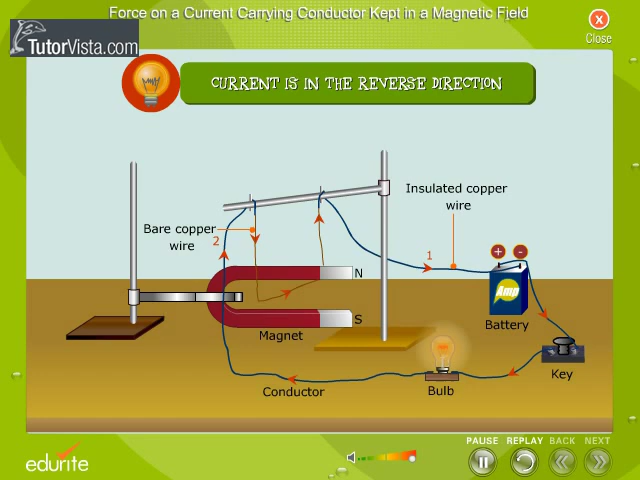 Force on a Current Carrying Conductor Kept in a Magnetic Field
X
Close
TutorVista.com
CURRENT IS IN THE REVERSE DIRECTION
Insulated copper
wire
Bare copper
wire
2
1
+ -
N
S
Magnet
Amp
Battery
Key
Bulb
Conductor
PAUSE REPLAY BACK NEXT
edurite